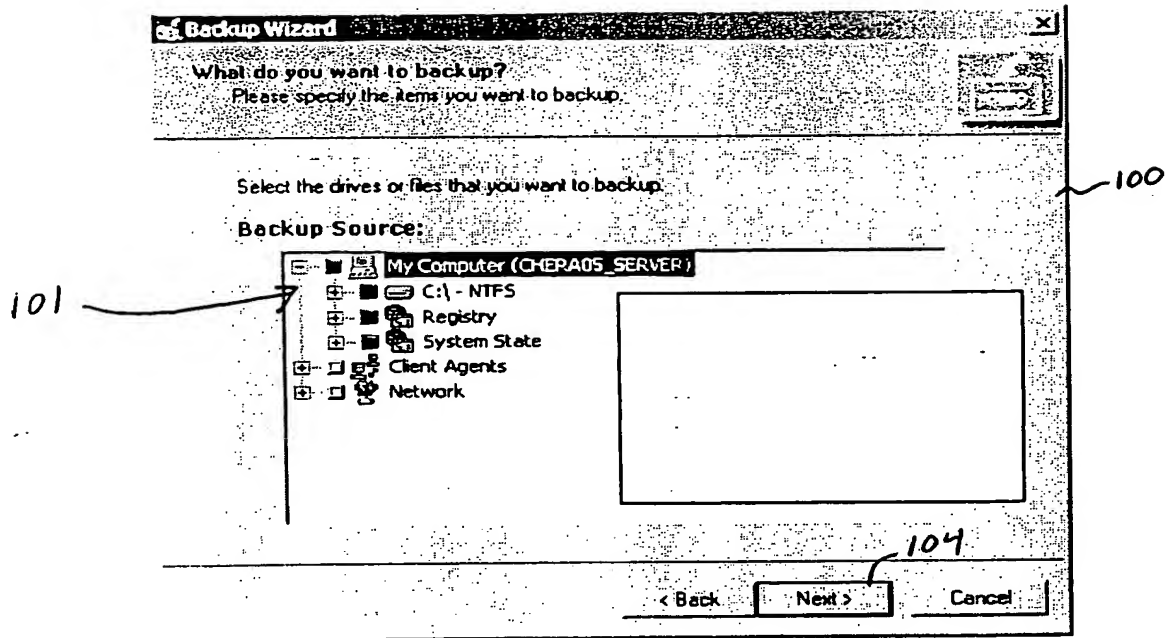 Backup Wizard
What do you want to backup?
Please specify the items you want to backup.
Select the drives or files that you want to backup.
100
Backup Source:
My Computer (CHERA05_SERVER)
101
C:\ - NTFS
Registry
System State
Client Agents
Network
104
< Back
Next >
Cancel